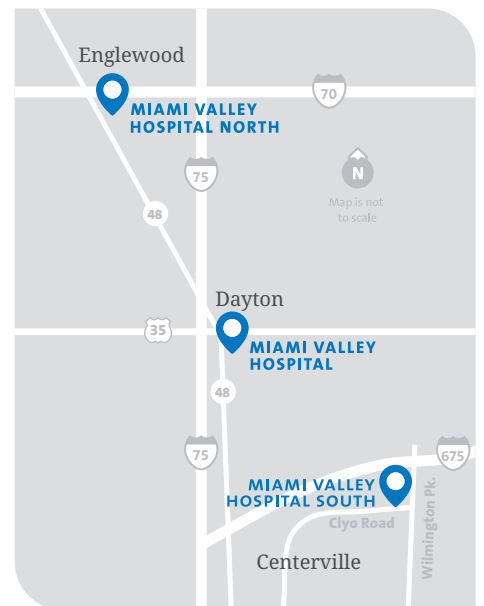 Englewood
70
MIAMI VALLEY
HOSPITAL NORTH
75
N
Map is not
to scale
48
Dayton
35
MIAMI VALLEY
HOSPITAL
48
75
675
MIAMI VALLEY
HOSPITAL SOUTH
Clyo Road
Wilmington Pk.
Centerville